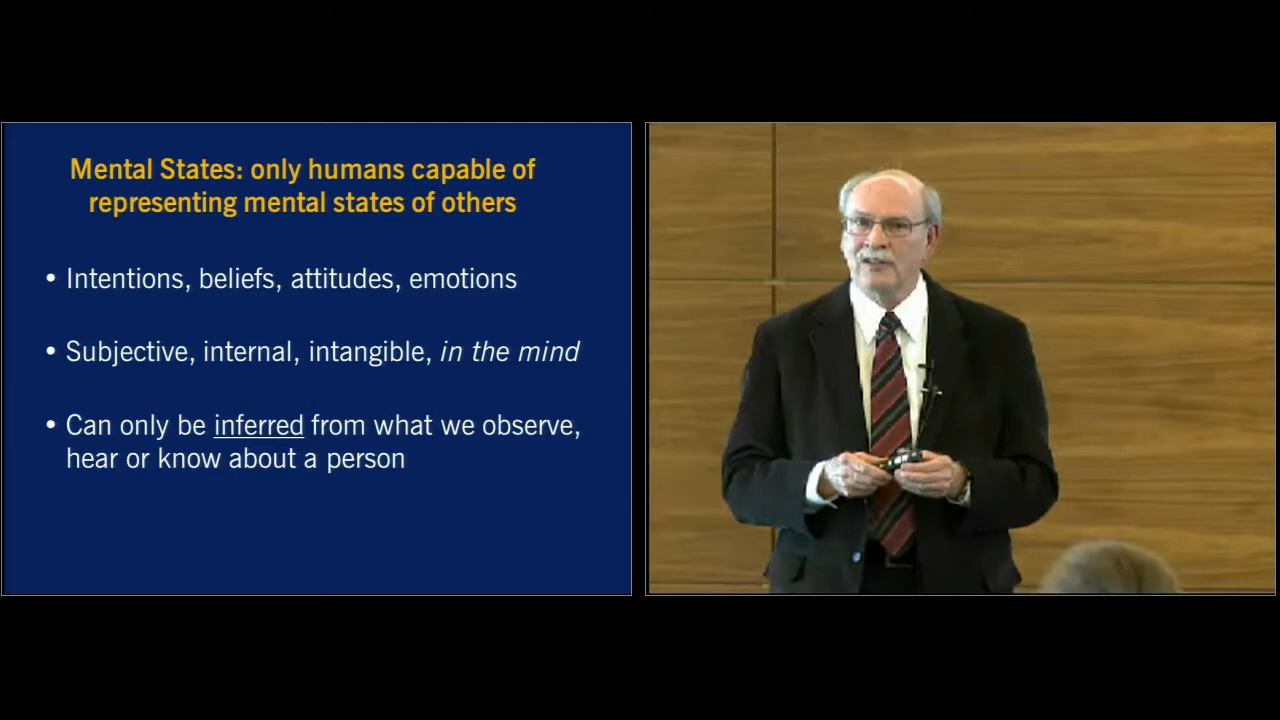 Mental States: only humans capable of
representing mental states of others
• Intentions, beliefs, attitudes, emotions
• Subjective, internal, intangible, in the mind
• Can only be inferred from what we observe,
hear or know about a person